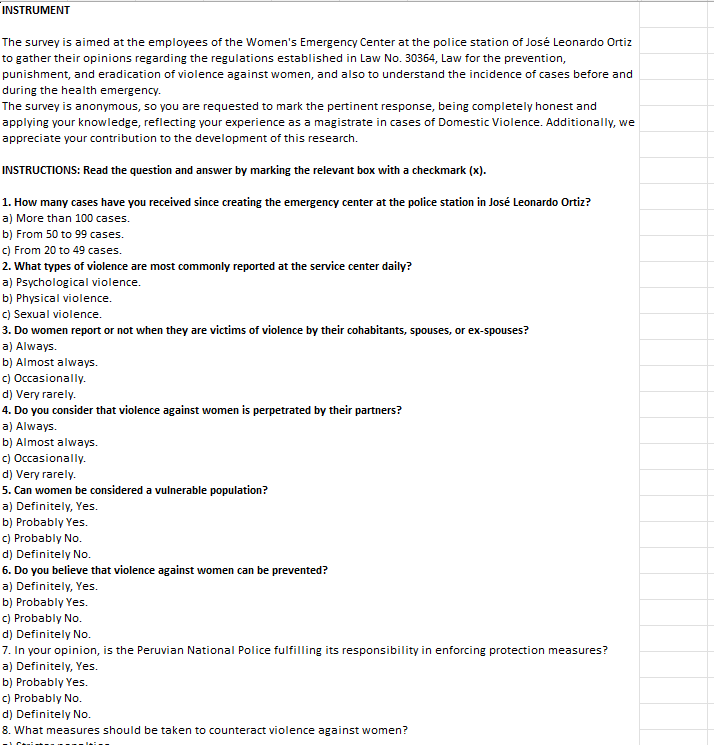 INSTRUMENT
The survey is aimed at the employees of the Women's Emergency Center at the police station of José Leonardo Ortiz
to gather their opinions regarding the regulations established in Law No. 30364, Law for the prevention,
punishment, and eradication of violence against women, and also to understand the incidence of cases before and
during the health emergency.
The survey is anonymous, so you are requested to mark the pertinent response, being completely honest and
applying your knowledge, reflecting your experience as a magistrate in cases of Domestic Violence. Additionally, we
appreciate your contribution to the development of this research.
INSTRUCTIONS: Read the question and answer by marking the relevant box with a checkmark (x).
1. How many cases have you received since creating the emergency center at the police station in José Leonardo Ortiz?
a) More than 100 cases.
b) From 50 to 99 cases.
c) From 20 to 49 cases.
2. What types of violence are most commonly reported at the service center daily?
a) Psychological violence.
b) Physical violence.
c) Sexual violence.
3. Do women report or not when they are victims of violence by their cohabitants, spouses, or ex-spouses?
a) Always.
b) Almost always.
c) Occasionally.
d) Very rarely.
4. Do you consider that violence against women is perpetrated by their partners?
a) Always.
b) Almost always.
c) Occasionally.
d) Very rarely.
5. Can women be considered a vulnerable population?
a) Definitely, Yes.
b) Probably Yes.
c) Probably No.
d) Definitely No.
6. Do you believe that violence against women can be prevented?
a) Definitely, Yes.
b) Probably Yes.
c) Probably No.
d) Definitely No.
7. In your opinion, is the Peruvian National Police fulfilling its responsibility in enforcing protection measures?
a) Definitely, Yes.
b) Probably Yes.
c) Probably No.
d) Definitely No.
8. What measures should be taken to counteract violence against women?